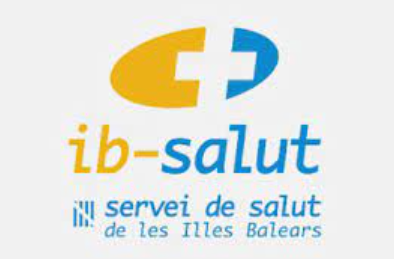 ib-salut
servei de salut
de les Illes Balears